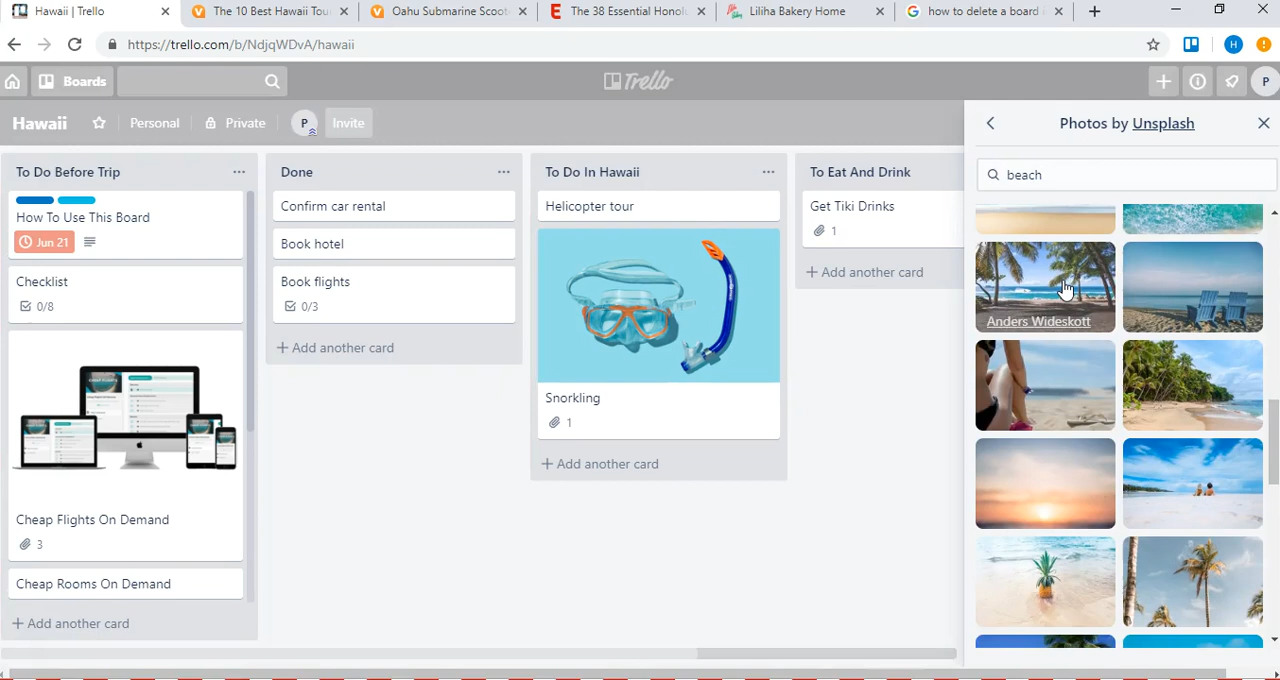 Hawaii | Trello
The 10 Best Hawaii Tou
Oahu Submarine Scoot
The 38 Essential Honol
Liliha Bakery Home
how to delete a board i
https://trello.com/b/NdjqWDvA/hawaii
H
Boards
Trello
P
Hawaii
Personal
Private
P
Invite
Photos by Unsplash
beach
To Do Before Trip
How To Use This Board
Jun 21
Checklist
0/8
Cheap Flights On Demand
3
Cheap Rooms On Demand
+ Add another card
Done
Confirm car rental
Book hotel
Book flights
0/3
+ Add another card
To Do In Hawaii
Helicopter tour
Snorkling
1
+ Add another card
To Eat And Drink
Get Tiki Drinks
1
+ Add another card
Anders Wideskott